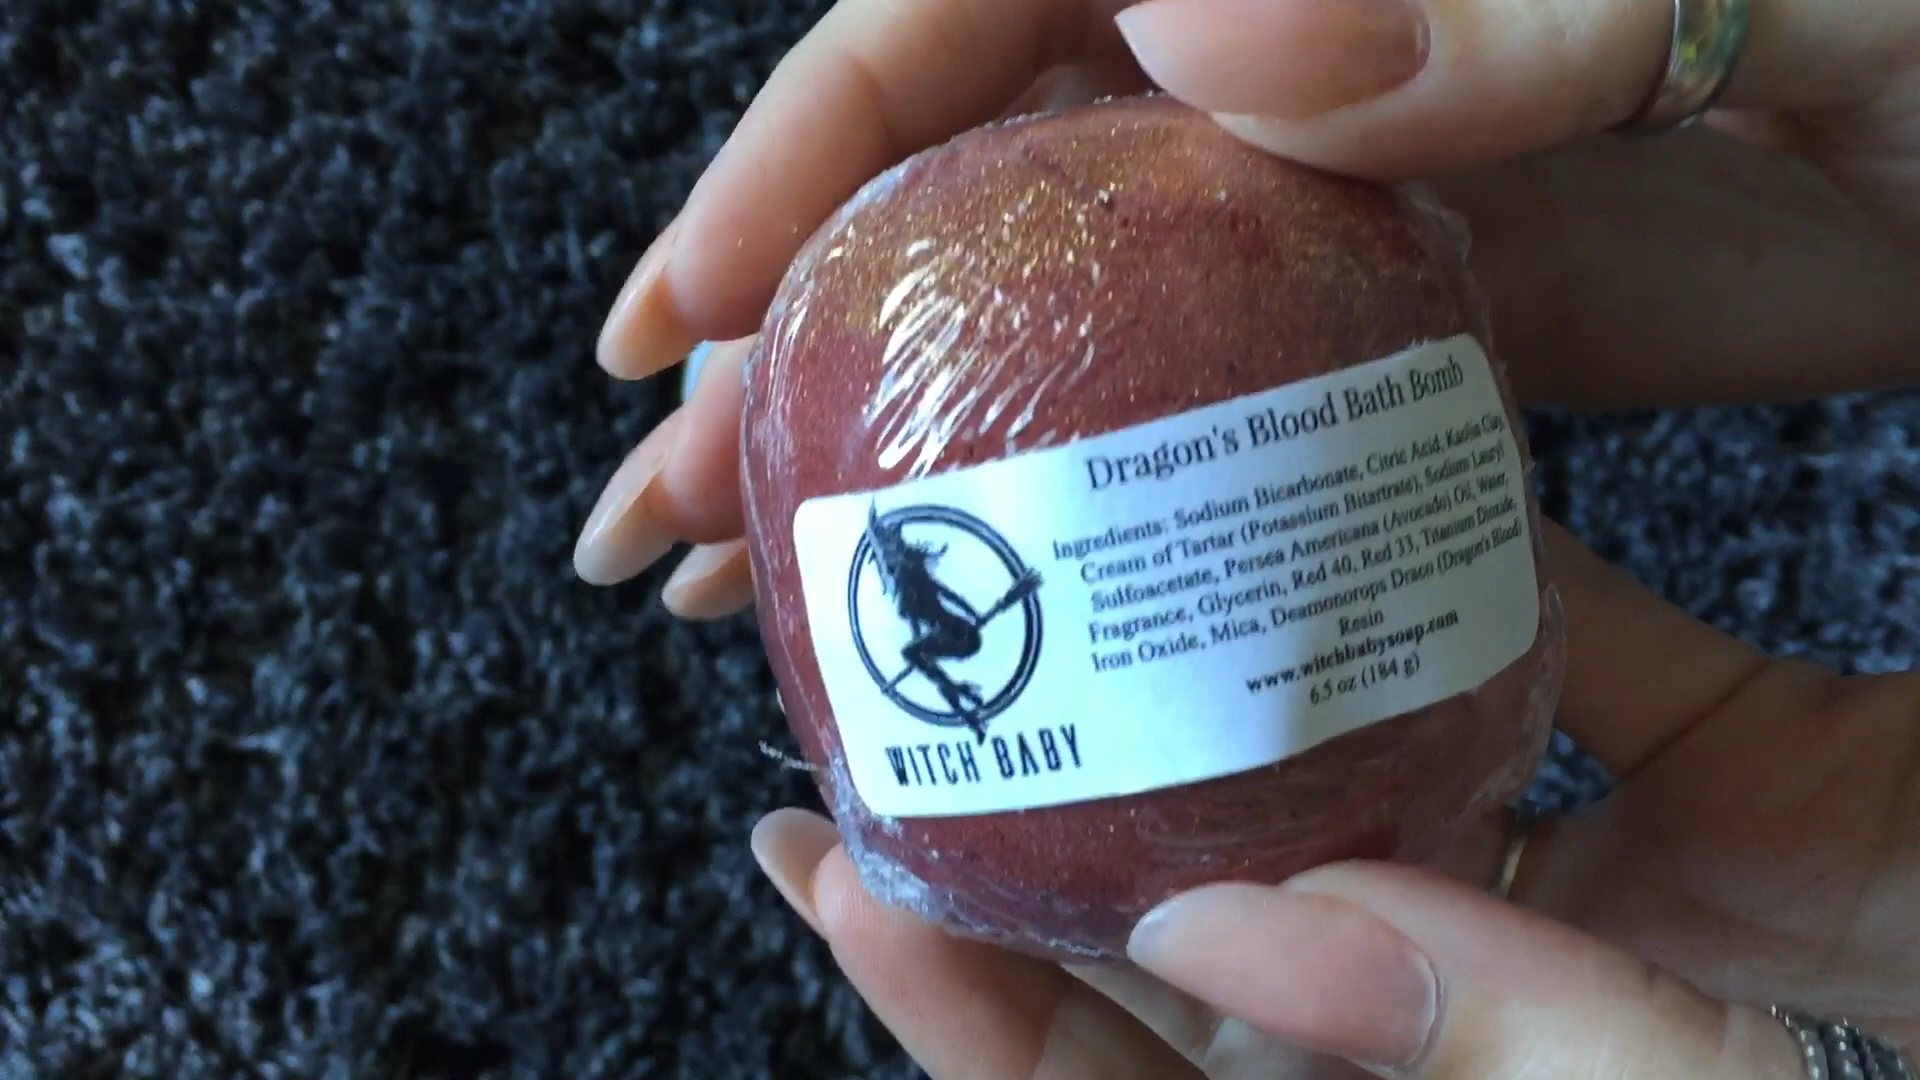 Dragon's Blood Bath Bomb
Ingredients: Sodium Bicarbonate, Citric Acid, Kaolin Clay,
Cream of Tartar (Potassium Bitartrate), Sodium Lauryl
Sulfoacetate, Persea Americana (Avocado) Oil, Water,
Fragrance, Glycerin, Red 40, Red 33, Titanium Dioxide,
Iron Oxide, Mica, Deamonorops Draco (Dragon's Blood)
Resin
www.witchbabysoap.com
6.5 oz (184 g)
WITCH BABY